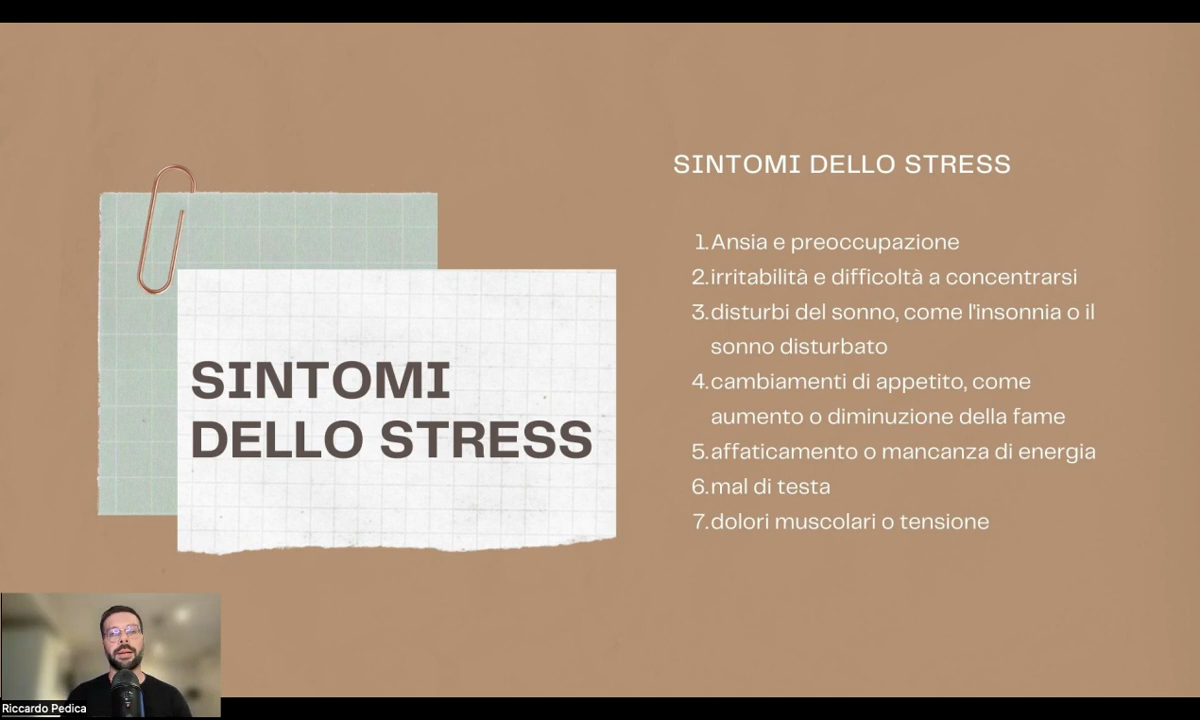 SINTOMI
DELLO STRESS
SINTOMI DELLO STRESS
1.Ansia e preoccupazione
2.irritabilità e difficoltà a concentrarsi
3.disturbi del sonno, come l'insonnia o il
sonno disturbato
4.cambiamenti di appetito, come
aumento o diminuzione della fame
5.affaticamento o mancanza di energia
6.mal di testa
7.dolori muscolari o tensione
Riccardo Pedica